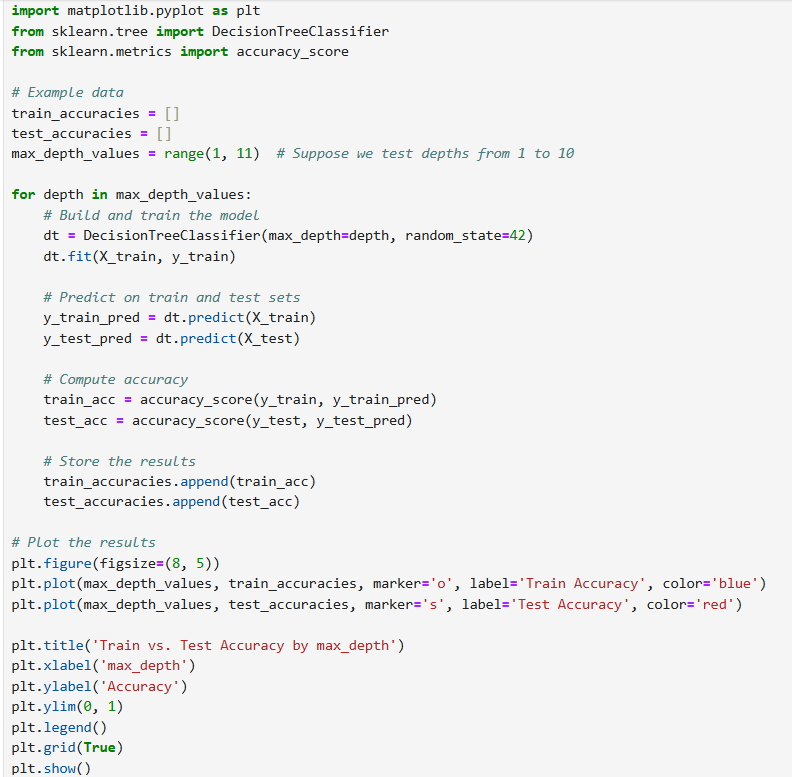 import matplotlib.pyplot as plt
from sklearn.tree import DecisionTreeClassifier
from sklearn.metrics import accuracy_score

# Example data
train_accuracies = []
test_accuracies = []
max_depth_values = range(1, 11)  # Suppose we test depths from 1 to 10

for depth in max_depth_values:
    # Build and train the model
    dt = DecisionTreeClassifier(max_depth=depth, random_state=42)
    dt.fit(X_train, y_train)

    # Predict on train and test sets
    y_train_pred = dt.predict(X_train)
    y_test_pred = dt.predict(X_test)

    # Compute accuracy
    train_acc = accuracy_score(y_train, y_train_pred)
    test_acc = accuracy_score(y_test, y_test_pred)

    # Store the results
    train_accuracies.append(train_acc)
    test_accuracies.append(test_acc)

# Plot the results
plt.figure(figsize=(8, 5))
plt.plot(max_depth_values, train_accuracies, marker='o', label='Train Accuracy', color='blue')
plt.plot(max_depth_values, test_accuracies, marker='s', label='Test Accuracy', color='red')

plt.title('Train vs. Test Accuracy by max_depth')
plt.xlabel('max_depth')
plt.ylabel('Accuracy')
plt.ylim(0, 1)
plt.legend()
plt.grid(True)
plt.show()